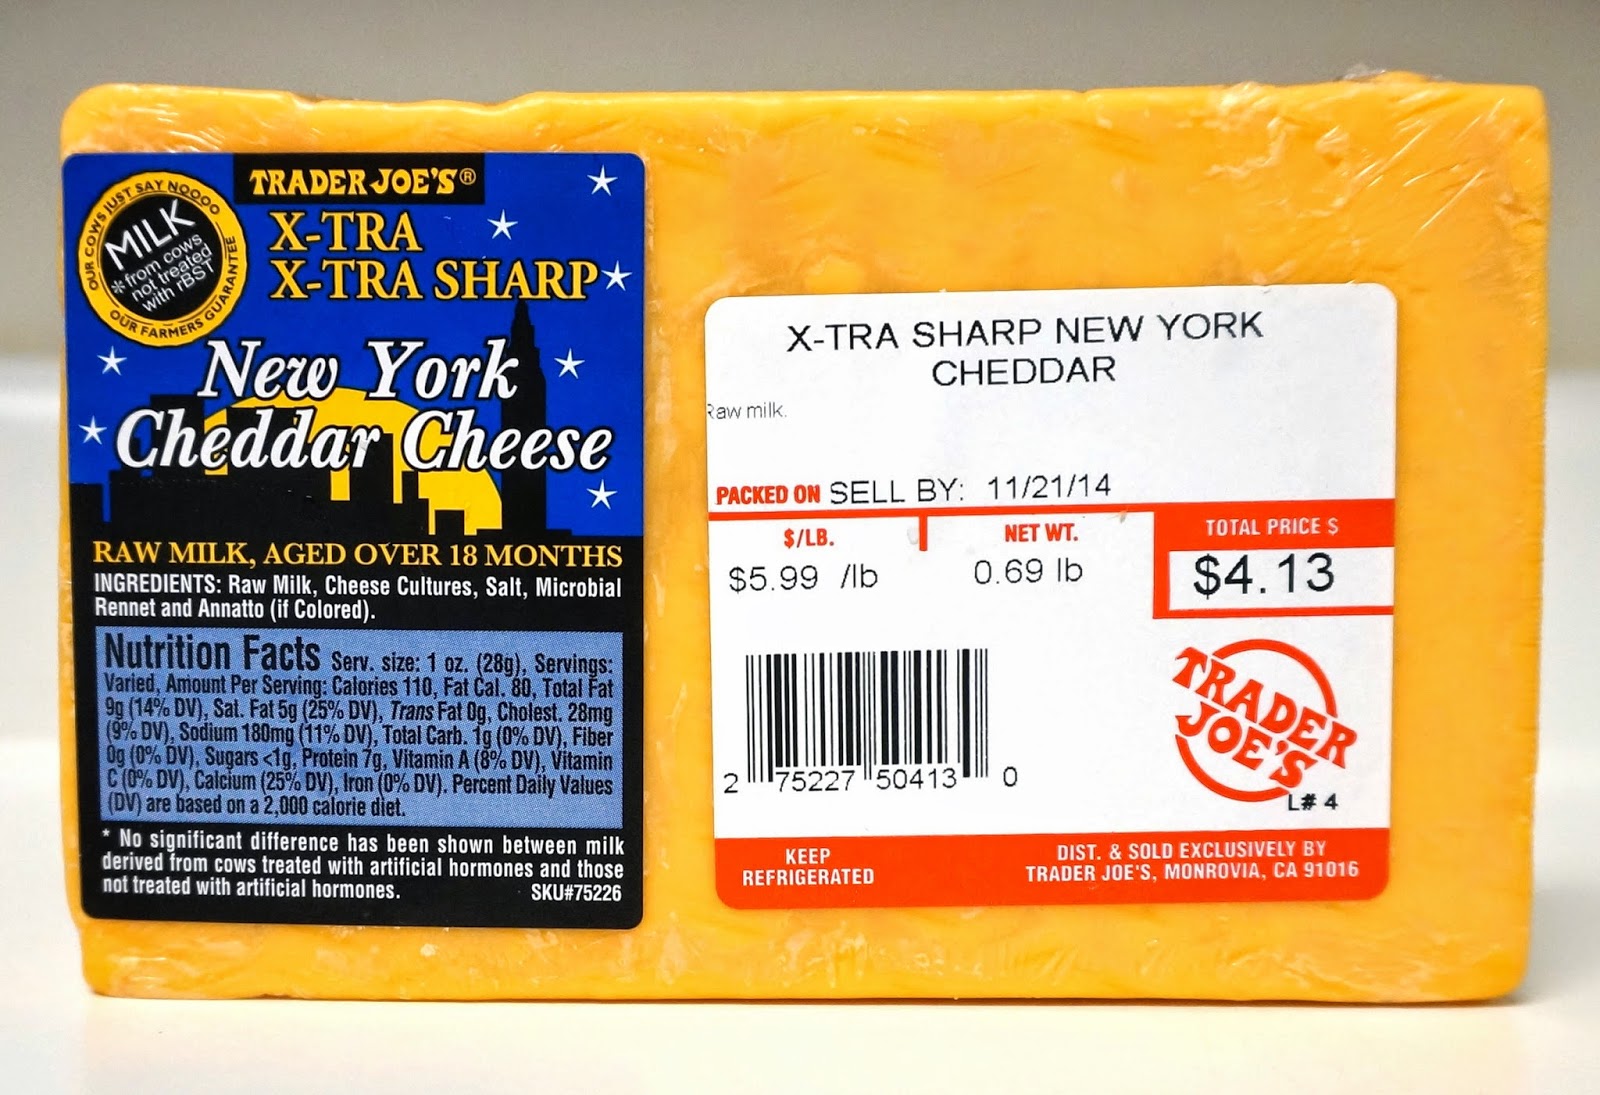 TRADER JOE'S®
OUR COWS JUST SAY NOOOO
MILK
*from cows
not treated
with rBST
OUR FARMERS GUARANTEE
X-TRA
X-TRA SHARP
New York
Cheddar Cheese
RAW MILK, AGED OVER 18 MONTHS
INGREDIENTS: Raw Milk, Cheese Cultures, Salt, Microbial
Rennet and Annatto (if Colored).
Nutrition Facts Serv. size: 1 oz. (28g), Servings:
Varied, Amount Per Serving: Calories 110, Fat Cal. 80, Total Fat
9g (14% DV), Sat. Fat 5g (25% DV), Trans Fat 0g, Cholest. 28mg
(9% DV), Sodium 180mg (11% DV), Total Carb. 1g (0% DV), Fiber
0g (0% DV), Sugars <1g, Protein 7g, Vitamin A (8% DV), Vitamin
C (0% DV), Calcium (25% DV), Iron (0% DV). Percent Daily Values
(DV) are based on a 2,000 calorie diet.
* No significant difference has been shown between milk
derived from cows treated with artificial hormones and those
not treated with artificial hormones. SKU#75226
X-TRA SHARP NEW YORK
CHEDDAR
Raw milk.
PACKED ON SELL BY: 11/21/14
$/LB. NET WT. TOTAL PRICE $
$5.99 /lb 0.69 lb $4.13
2 75227 50413 0
TRADER
JOE'S
L# 4
KEEP
REFRIGERATED
DIST. & SOLD EXCLUSIVELY BY
TRADER JOE'S, MONROVIA, CA 91016